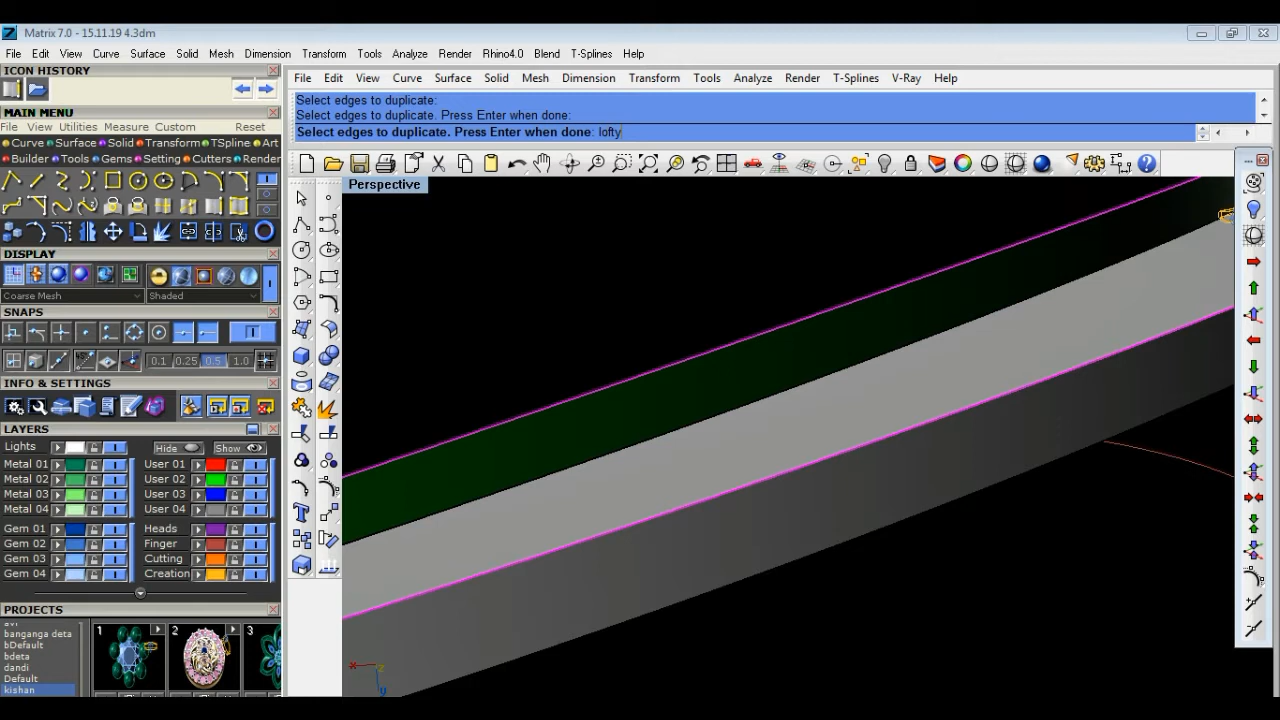 Matrix 7.0 - 15.11.19 4.3dm
File Edit View Curve Surface Solid Mesh Dimension Transform Tools Analyze Render Rhino4.0 Blend T-Splines Help
ICON HISTORY
MAIN MENU
File View Utilities Measure Custom
Curve Surface Solid Transform TSpline Art
Builder Tools Gems Setting Cutters Render
DISPLAY
Coarse Mesh Shaded
SNAPS
0.1 0.25 0.5 1.0
INFO & SETTINGS
LAYERS
Lights Hide Show
Metal 01 User 01
Metal 02 User 02
Metal 03 User 03
Metal 04 User 04
Gem 01 Heads
Gem 02 Finger
Gem 03 Cutting
Gem 04 Creation
PROJECTS
avi
banganga deta
bDefault
bdeta
dandi
Default
kishan
1 2 3
File Edit View Curve Surface Solid Mesh Dimension Transform Tools Analyze Render T-Splines V-Ray Help
Select edges to duplicate:
Select edges to duplicate. Press Enter when done:
Select edges to duplicate. Press Enter when done: lofty
Perspective
x z
y